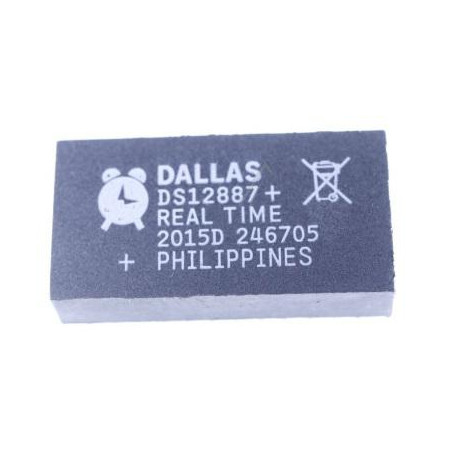 DALLAS
DS12887+
REAL TIME
2015D 246705
+ PHILIPPINES